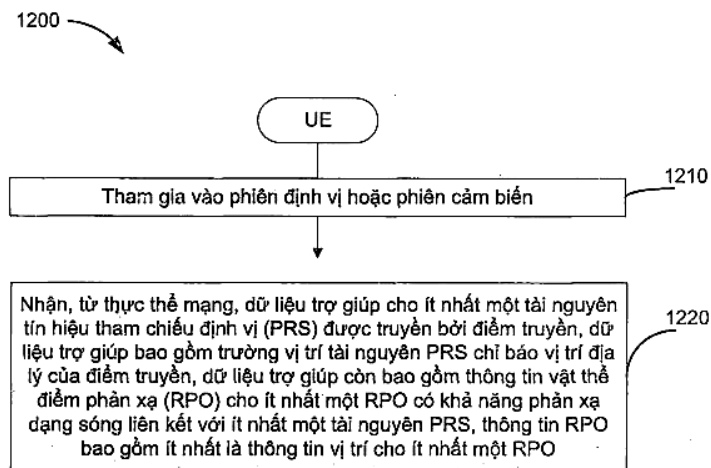 1200
UE
1210
Tham gia vào phiên định vị hoặc phiên cảm biến
1220
Nhận, từ thực thể mạng, dữ liệu trợ giúp cho ít nhất một tài nguyên
tín hiệu tham chiếu định vị (PRS) được truyền bởi điểm truyền, dữ
liệu trợ giúp bao gồm trường vị trí tài nguyên PRS chỉ báo vị trí địa
lý của điểm truyền, dữ liệu trợ giúp còn bao gồm thông tin vật thể
điểm phản xạ (RPO) cho ít nhất một RPO có khả năng phản xạ
dạng sóng liên kết với ít nhất một tài nguyên PRS, thông tin RPO
bao gồm ít nhất là thông tin vị trí cho ít nhất một RPO